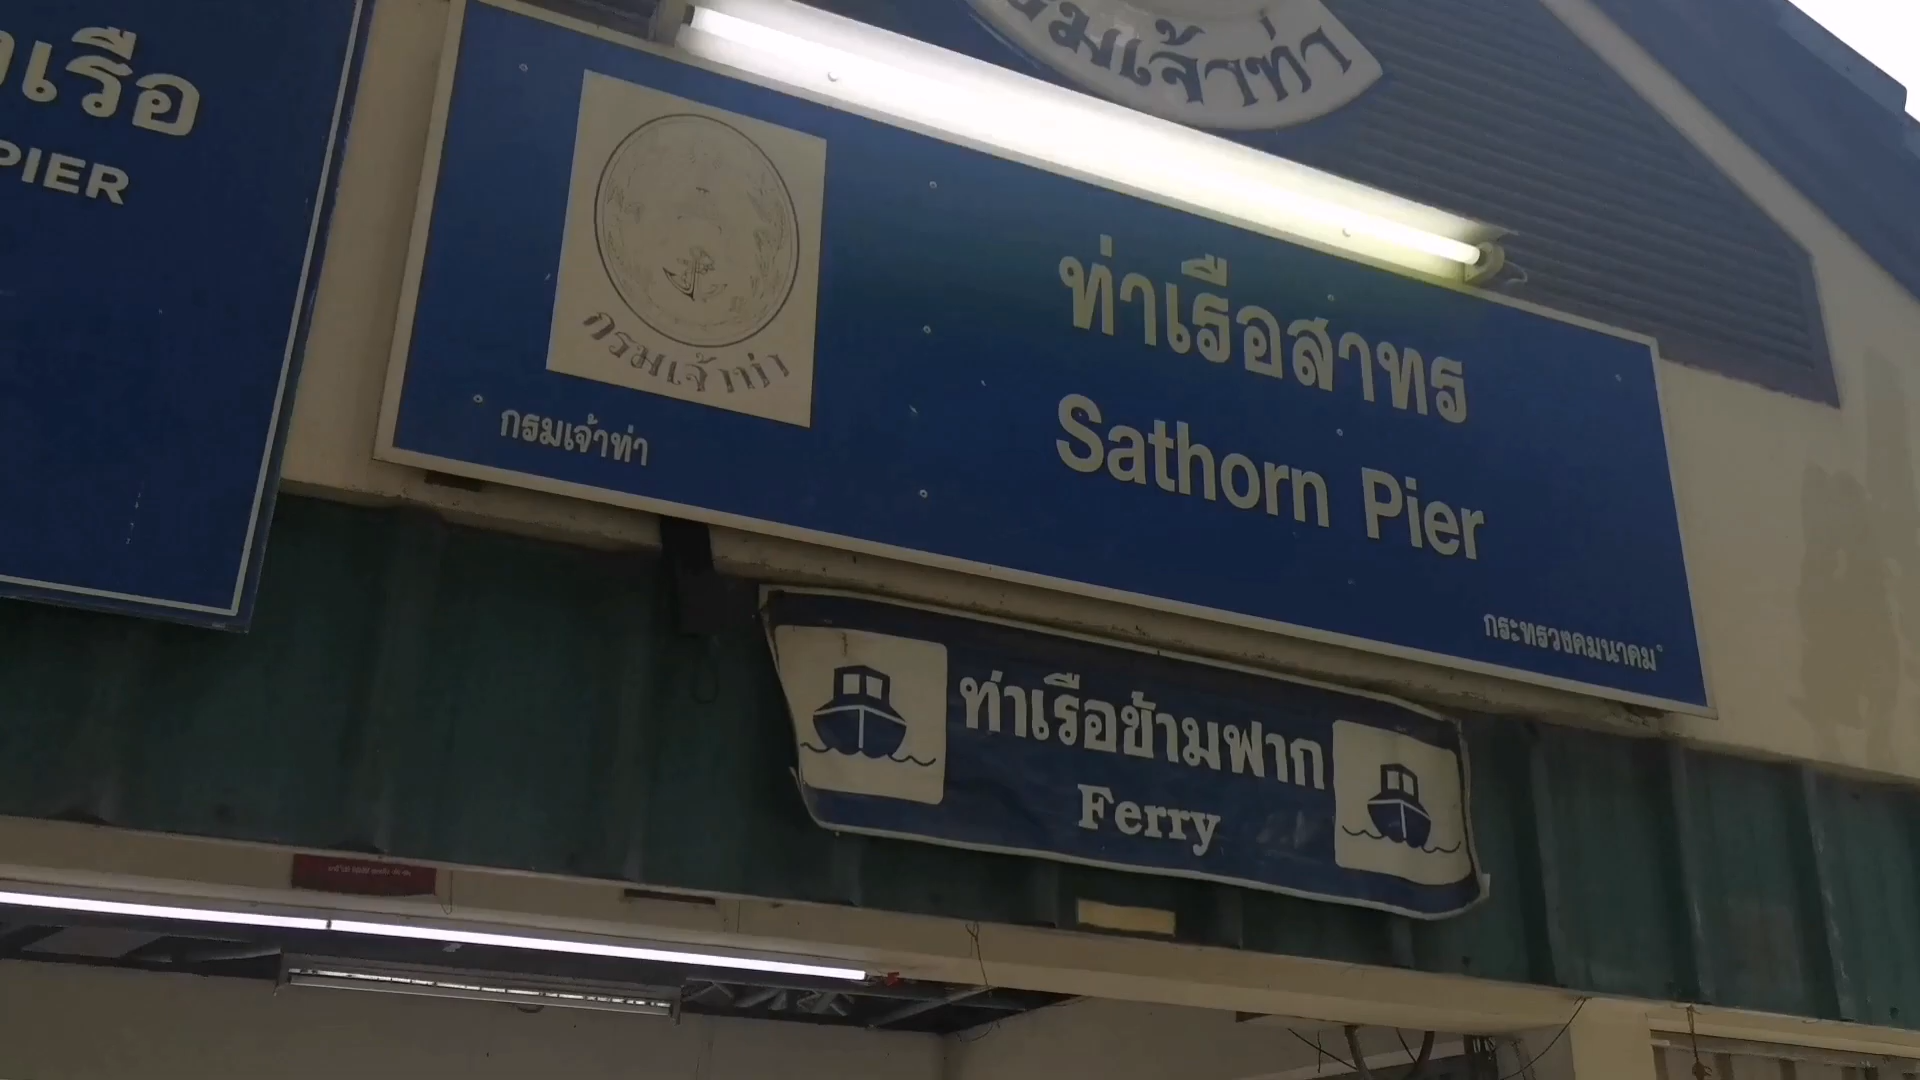 เรือ
PIER
กรมเจ้าท่า
กรมเจ้าท่า
กรมเจ้าท่า
ท่าเรือสาทร
Sathorn Pier
กระทรวงคมนาคม
ท่าเรือข้ามฟาก
Ferry